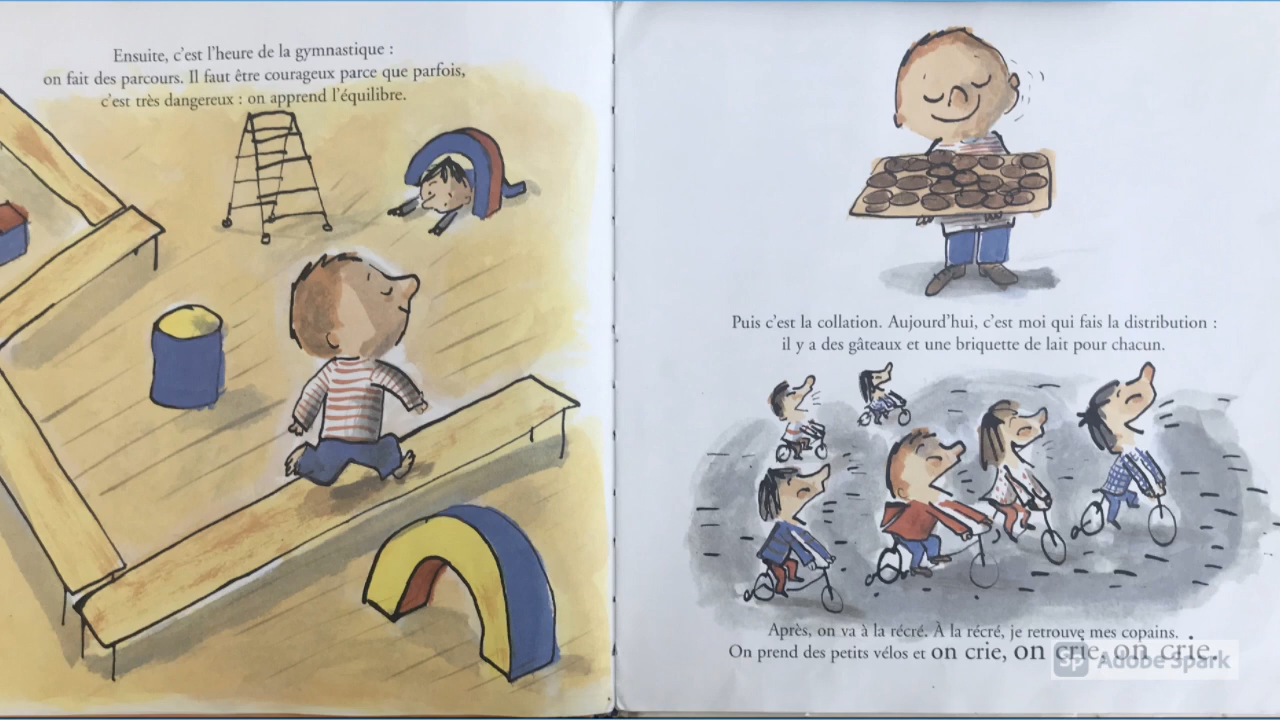 Ensuite, c'est l'heure de la gymnastique :
on fait des parcours. Il faut être courageux parce que parfois,
c'est très dangereux : on apprend l'équilibre.
Puis c'est la collation. Aujourd'hui, c'est moi qui fais la distribution :
il y a des gâteaux et une briquette de lait pour chacun.
Après, on va à la récré. À la récré, je retrouve mes copains.
On prend des petits vélos et on crie, on crie, on crie.
Sp Adobe Spark